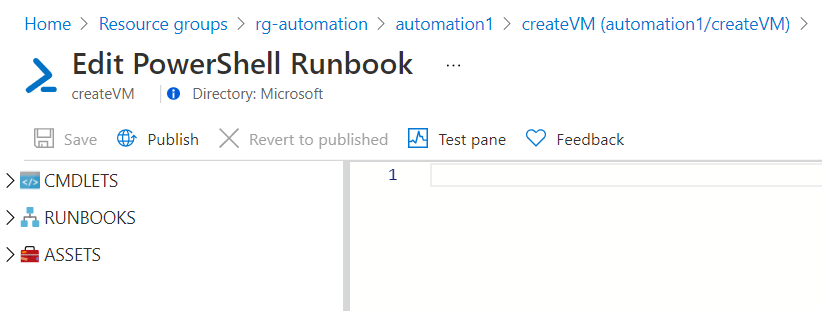 Home > Resource groups > rg-automation > automation1 > createVM (automation1/createVM) >
Edit PowerShell Runbook ...
createVM | Directory: Microsoft
Save Publish Revert to published Test pane Feedback
CMDLETS
1
RUNBOOKS
ASSETS